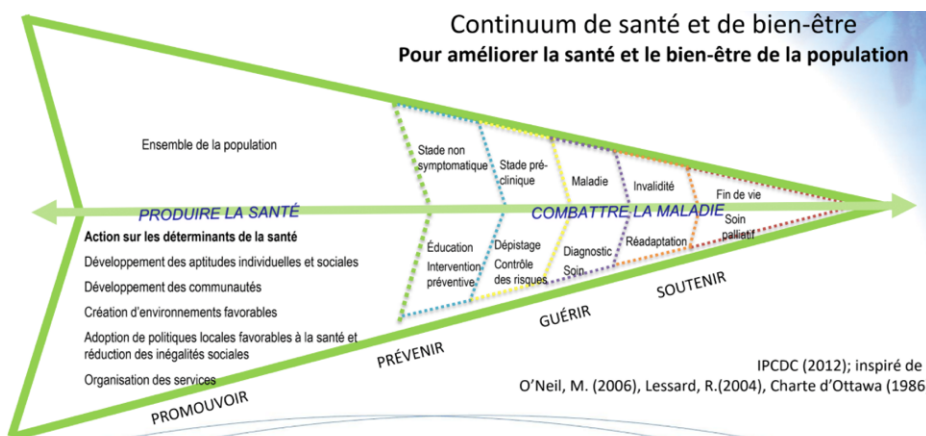 Continuum de santé et de bien-être
Pour améliorer la santé et le bien-être de la population
Ensemble de la population
Stade non
symptomatique
Stade pré-
clinique
Maladie
Invalidité
Fin de vie
PRODUIRE LA SANTÉ
COMBATTRE LA MALADIE
Action sur les déterminants de la santé
Développement des aptitudes individuelles et sociales
Développement des communautés
Création d'environnements favorables
Adoption de politiques locales favorables à la santé et
réduction des inégalités sociales
Organisation des services
Éducation
Intervention
préventive
Dépistage
Contrôle
des risques
Diagnostic
Soin
Réadaptation
Soin
palliatif
PROMOUVOIR
PRÉVENIR
GUÉRIR
SOUTENIR
IPCDC (2012); inspiré de
O'Neil, M. (2006), Lessard, R.(2004), Charte d'Ottawa (1986